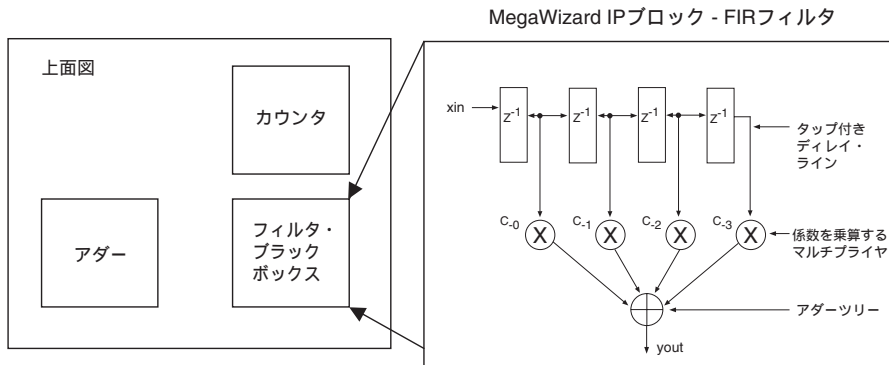 MegaWizard IPブロック - FIRフィルタ
上面図
カウンタ
アダー
フィルタ・
ブラック
ボックス
xin
z-1
z-1
z-1
z-1
タップ付き
ディレイ・
ライン
C-0
C-1
C-2
C-3
X
X
X
X
係数を乗算する
マルチプライヤ
アダーツリー
yout